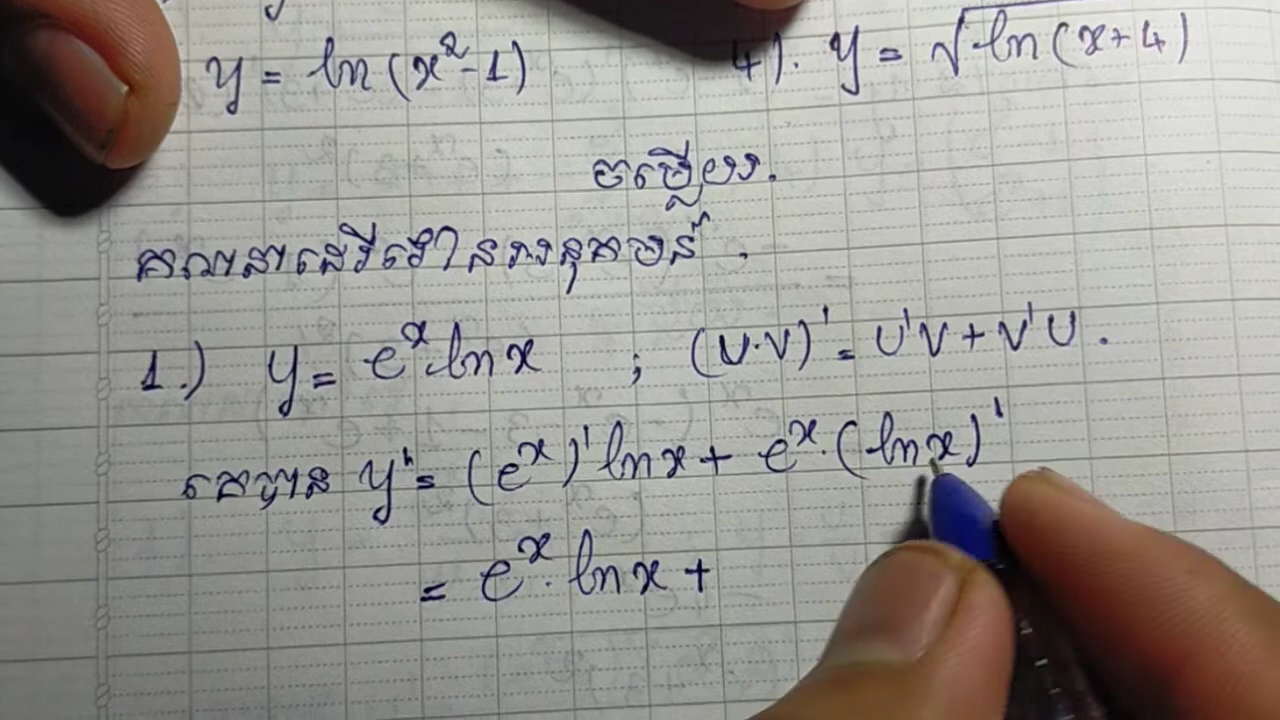 y = ln(x²-1) 4). y = √ln(x+4)
ចម្លើយ.
គណនាដេរីវេនៃអនុគមន៍.
1.) y = eˣ·lnx ; (U·V)' = U'V + V'U.
គេបាន y' = (eˣ)'lnx + eˣ·(lnx)'
= eˣ·lnx +